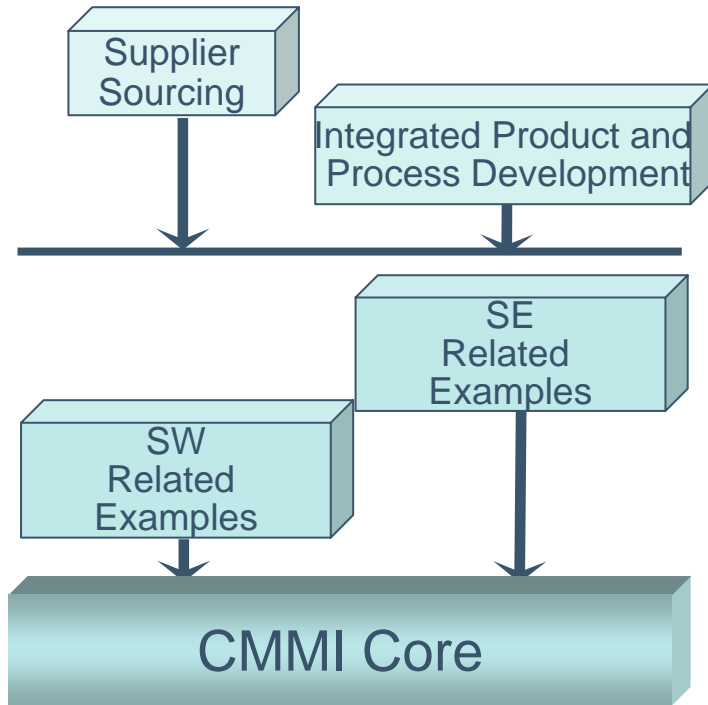 Supplier
Sourcing
Integrated Product and
Process Development
SE
Related
Examples
SW
Related
Examples
CMMI Core